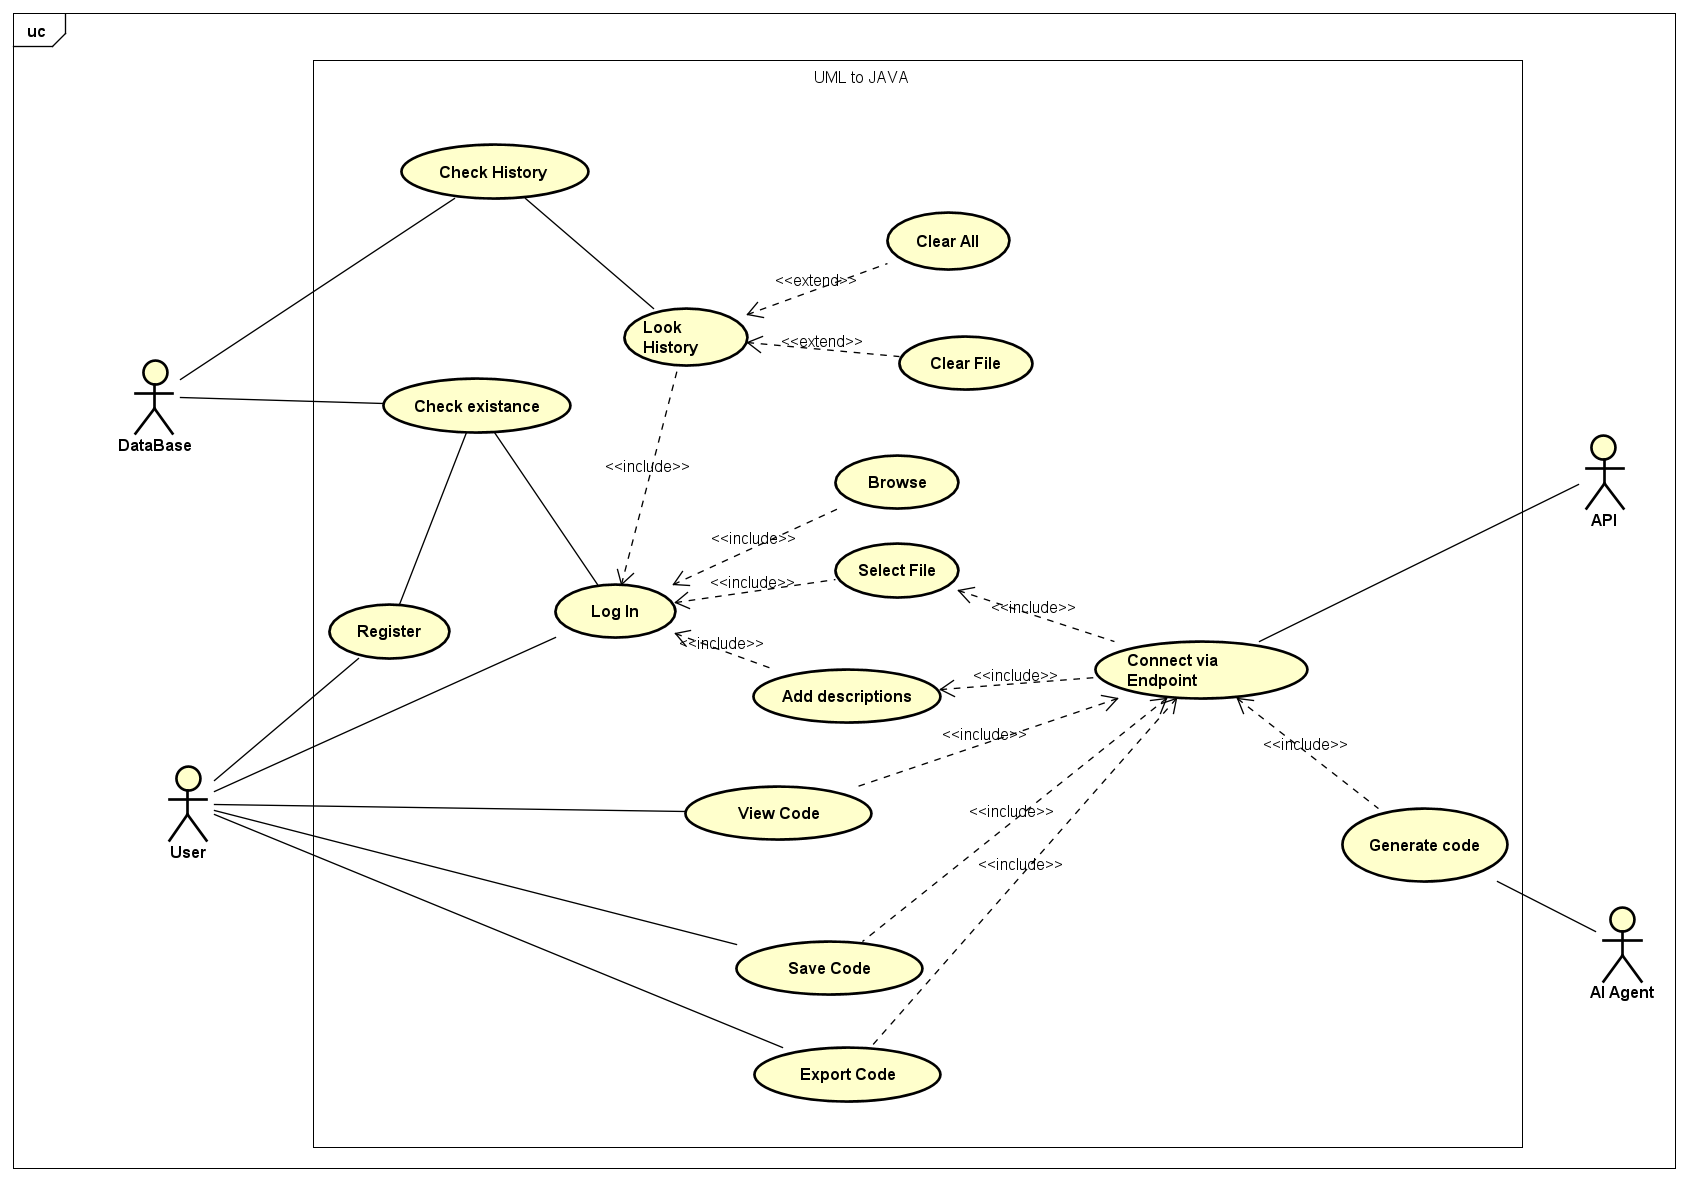 uc
UML to JAVA
Check History
Clear All
<<extend>>
Look
History
<<extend>>
Clear File
Check existance
DataBase
<<include>>
Browse
API
<<include>>
Select File
<<include>>
<<include>>
Log In
Register
<<include>>
Connect via
Endpoint
<<include>>
Add descriptions
<<include>>
<<include>>
View Code
<<include>>
User
Generate code
<<include>>
Save Code
AI Agent
Export Code